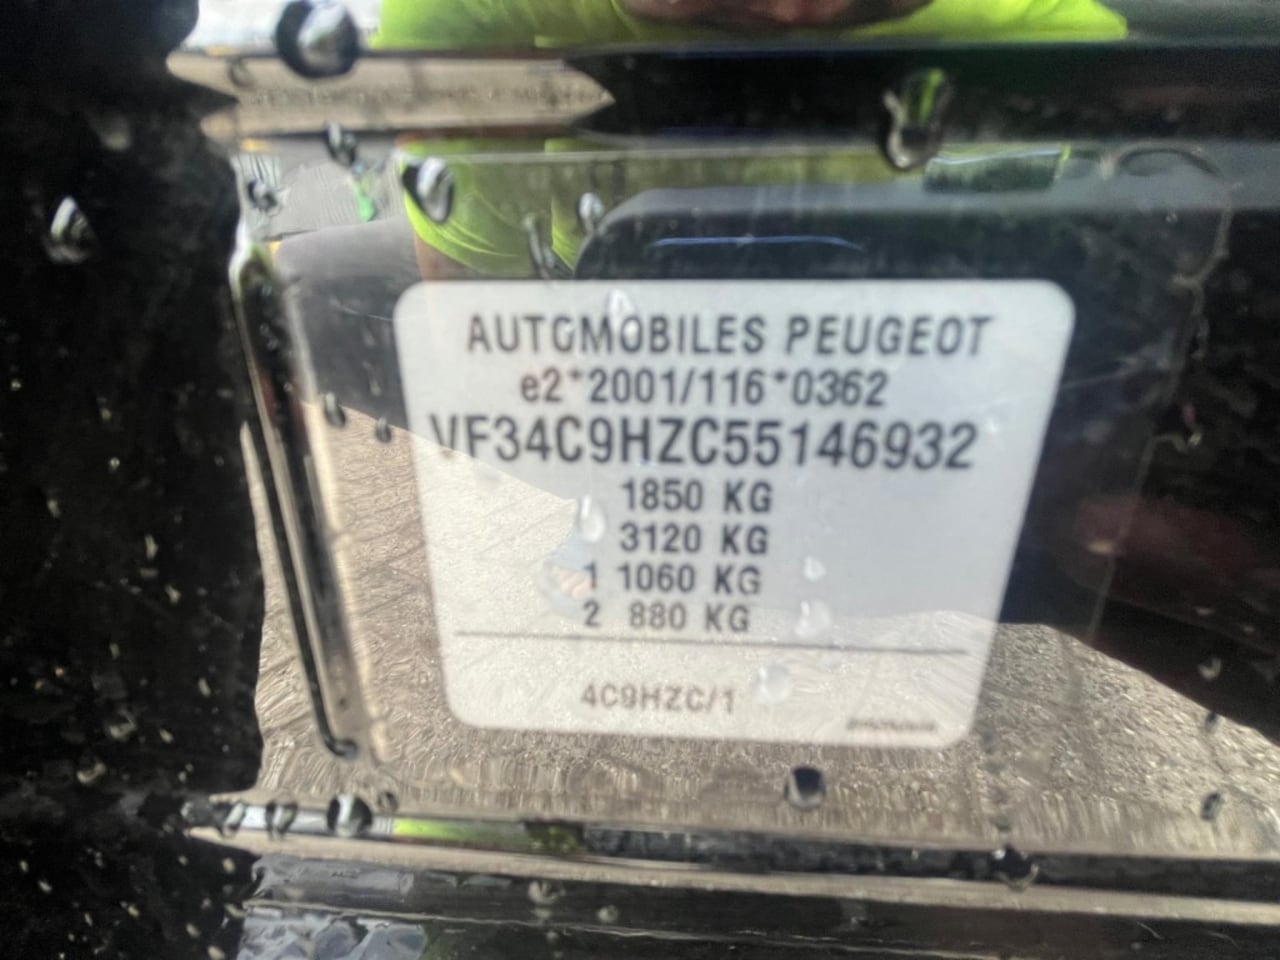 AUTOMOBILES PEUGEOT
e2*2001/116*0362
VF34C9HZC55146932
1850 KG
3120 KG
1 1060 KG
2 880 KG
4C9HZC/1